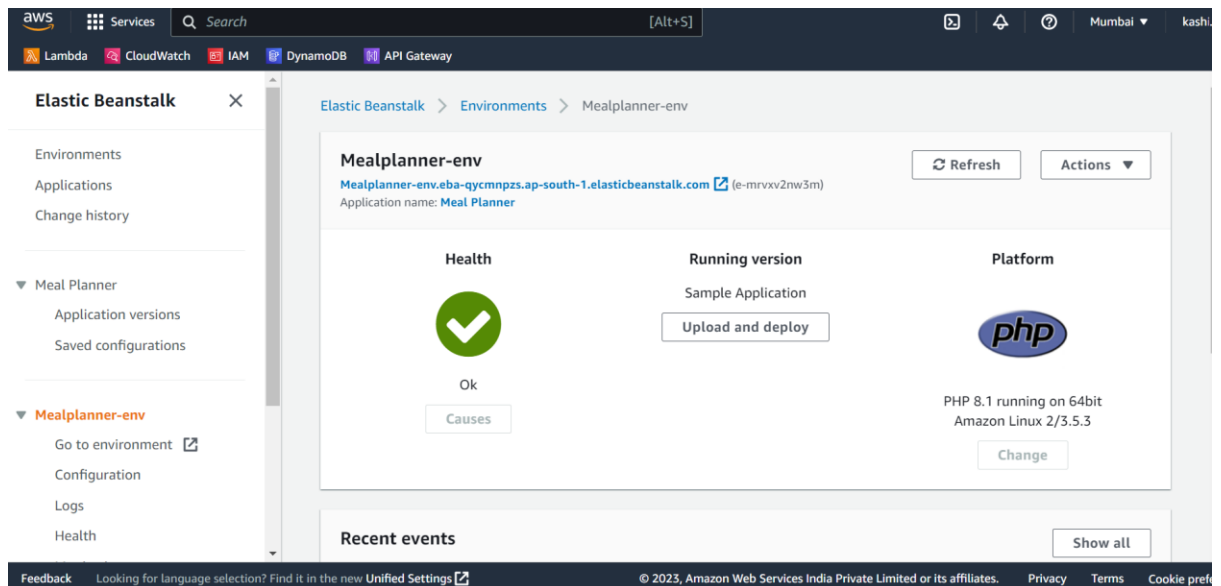 aws Services Search [Alt+S] Mumbai ▼ kashi.
Lambda CloudWatch IAM DynamoDB API Gateway
Elastic Beanstalk
Environments
Applications
Change history
Meal Planner
Application versions
Saved configurations
Mealplanner-env
Go to environment
Configuration
Logs
Health
Elastic Beanstalk > Environments > Mealplanner-env
Mealplanner-env
Refresh
Actions ▼
Mealplanner-env.eba-qycmnpzs.ap-south-1.elasticbeanstalk.com (e-mrvxv2nw3m)
Application name: Meal Planner
Health
Ok
Causes
Running version
Sample Application
Upload and deploy
Platform
php
PHP 8.1 running on 64bit
Amazon Linux 2/3.5.3
Change
Recent events
Show all
Feedback Looking for language selection? Find it in the new Unified Settings © 2023, Amazon Web Services India Private Limited or its affiliates. Privacy Terms Cookie pref